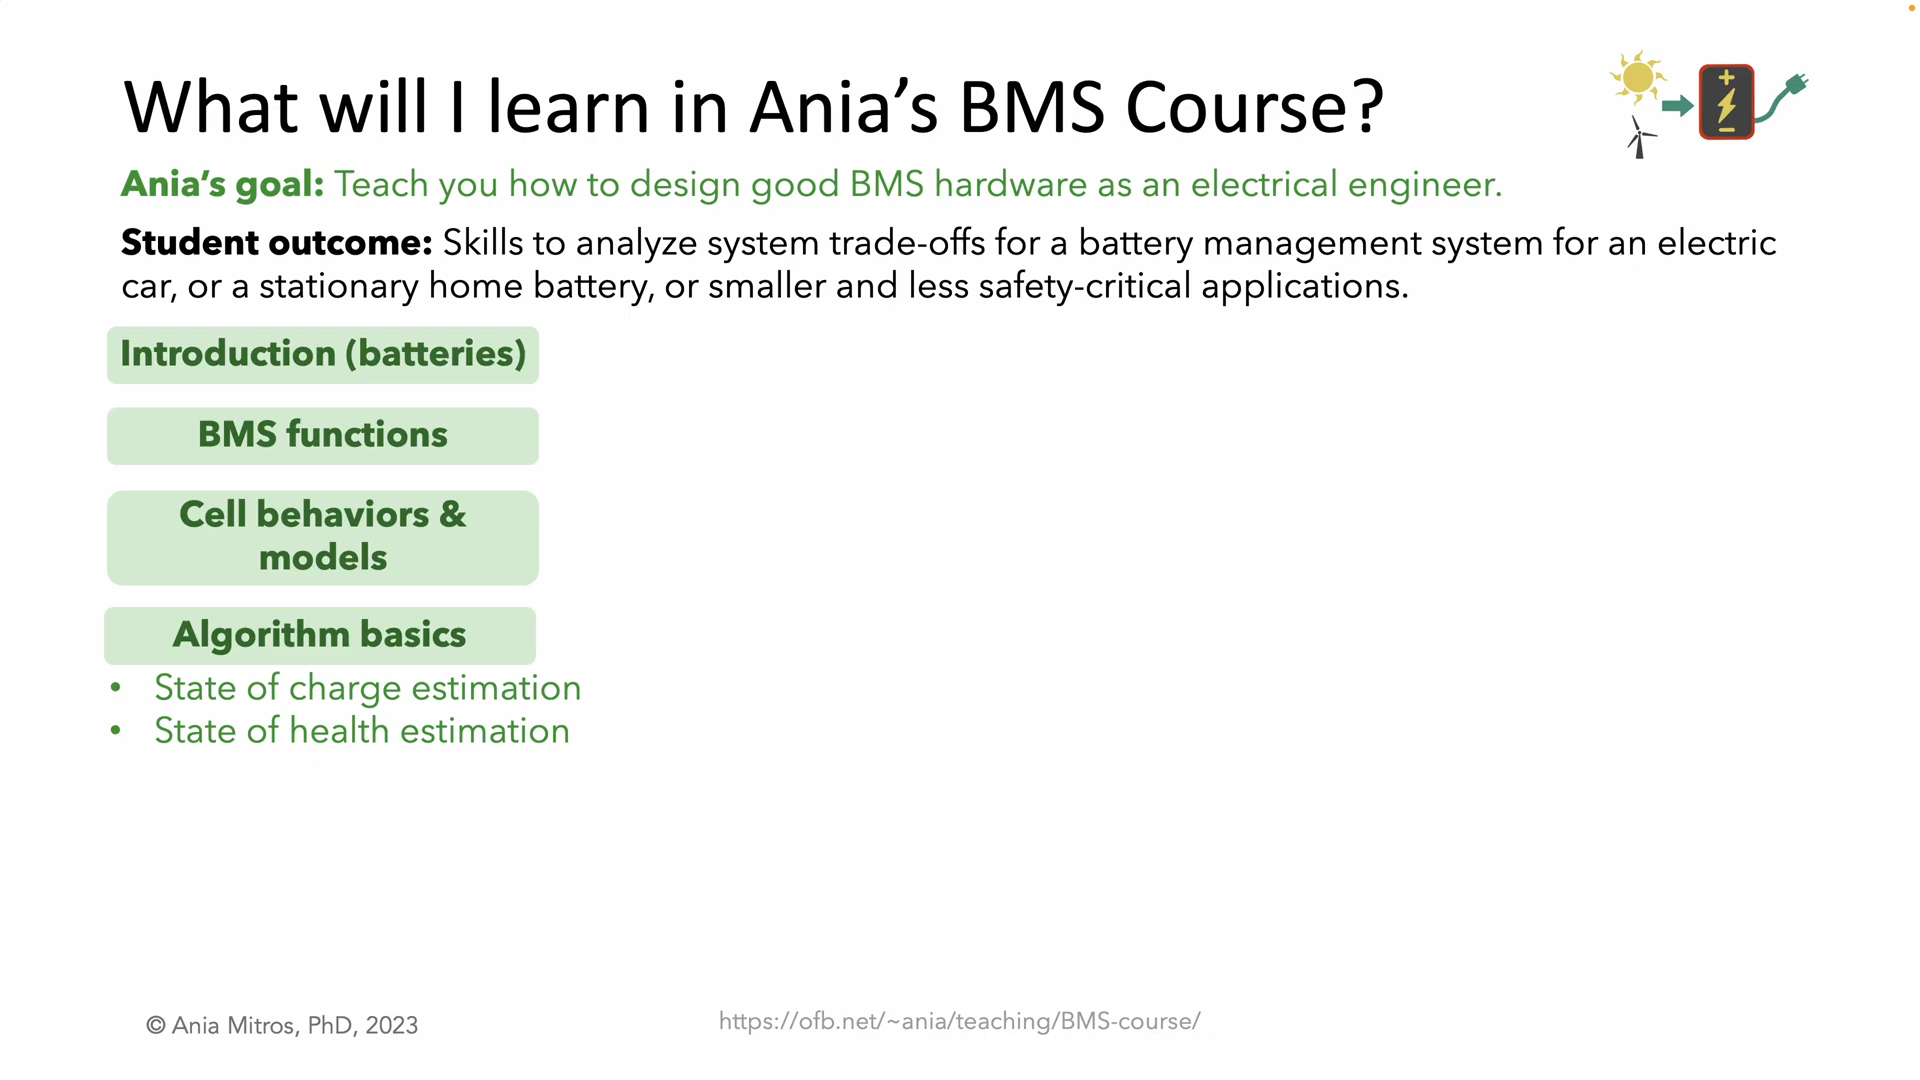 What will I learn in Ania's BMS Course?
Ania's goal: Teach you how to design good BMS hardware as an electrical engineer.
Student outcome: Skills to analyze system trade-offs for a battery management system for an electric
car, or a stationary home battery, or smaller and less safety-critical applications.
Introduction (batteries)
BMS functions
Cell behaviors &
models
Algorithm basics
• State of charge estimation
• State of health estimation
© Ania Mitros, PhD, 2023
https://ofb.net/~ania/teaching/BMS-course/